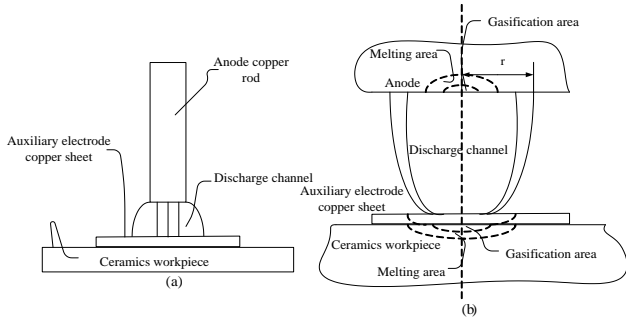 Anode copper
rod
Auxiliary electrode
copper sheet
Discharge channel
Ceramics workpiece
(a)
Gasification area
Melting area
r
Anode
Discharge channel
Auxiliary electrode
copper sheet
Ceramics workpiece
Gasification area
Melting area
(b)